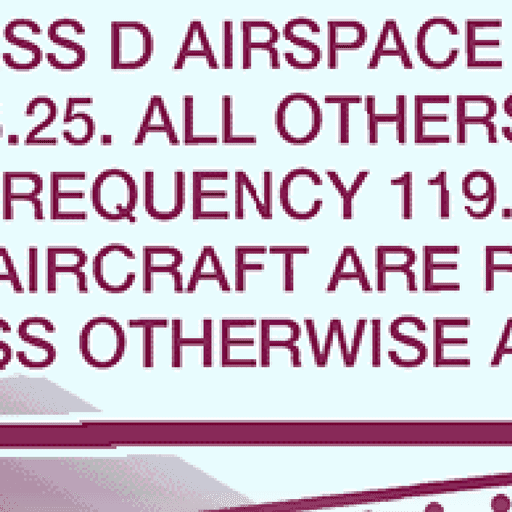 SS D AIRSPACE
.25. ALL OTHERS
REQUENCY 119.
AIRCRAFT ARE R
SS OTHERWISE A